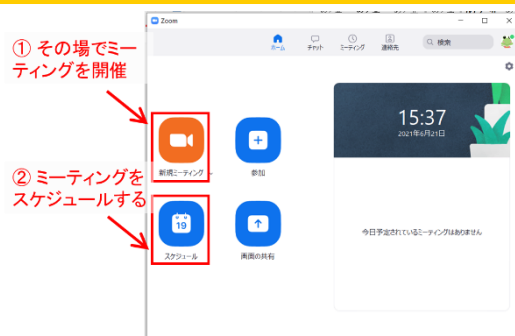 Zoom
ホーム
チャット
ミーティング
連絡先
検索
① その場でミー
ティングを開催
15:37
2021年6月21日
新規ミーティング
参加
② ミーティングを
スケジュールする
19
スケジュール
画面の共有
今日予定されているミーティングはありません